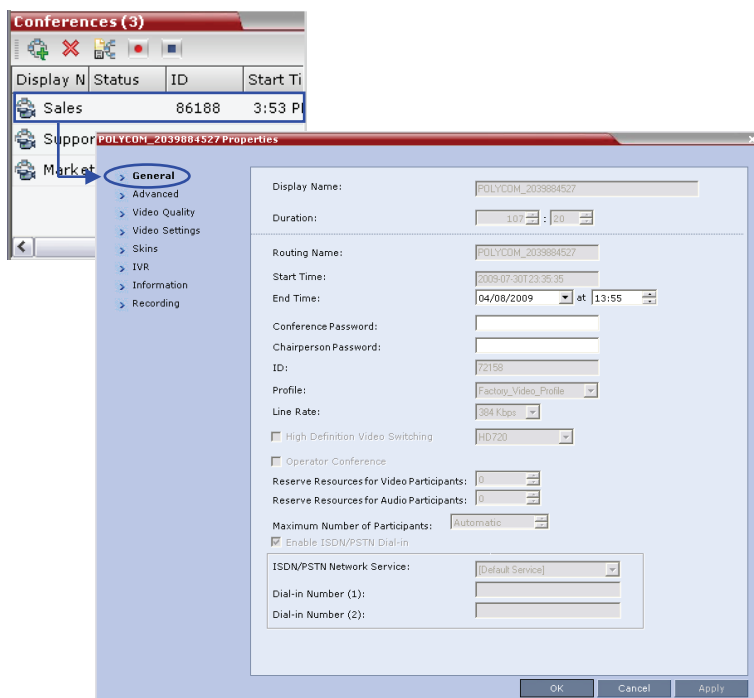 Conferences (3)
Display N Status ID Start Ti
Sales 86188 3:53 P
Suppor
Market
POLYCOM_2039884527 Properties
General
Advanced
Video Quality
Video Settings
Skins
IVR
Information
Recording
Display Name: POLYCOM_2039884527
Duration: 107 : 20
Routing Name: POLYCOM_2039884527
Start Time: 2009-07-30T23:35:35
End Time: 04/08/2009 at 13:55
Conference Password:
Chairperson Password:
ID: 72158
Profile: Factory_Video_Profile
Line Rate: 384 Kbps
High Definition Video Switching HD720
Operator Conference
Reserve Resources for Video Participants: 0
Reserve Resources for Audio Participants: 0
Maximum Number of Participants: Automatic
Enable ISDN/PSTN Dial-in
ISDN/PSTN Network Service: [Default Service]
Dial-in Number (1):
Dial-in Number (2):
OK Cancel Apply